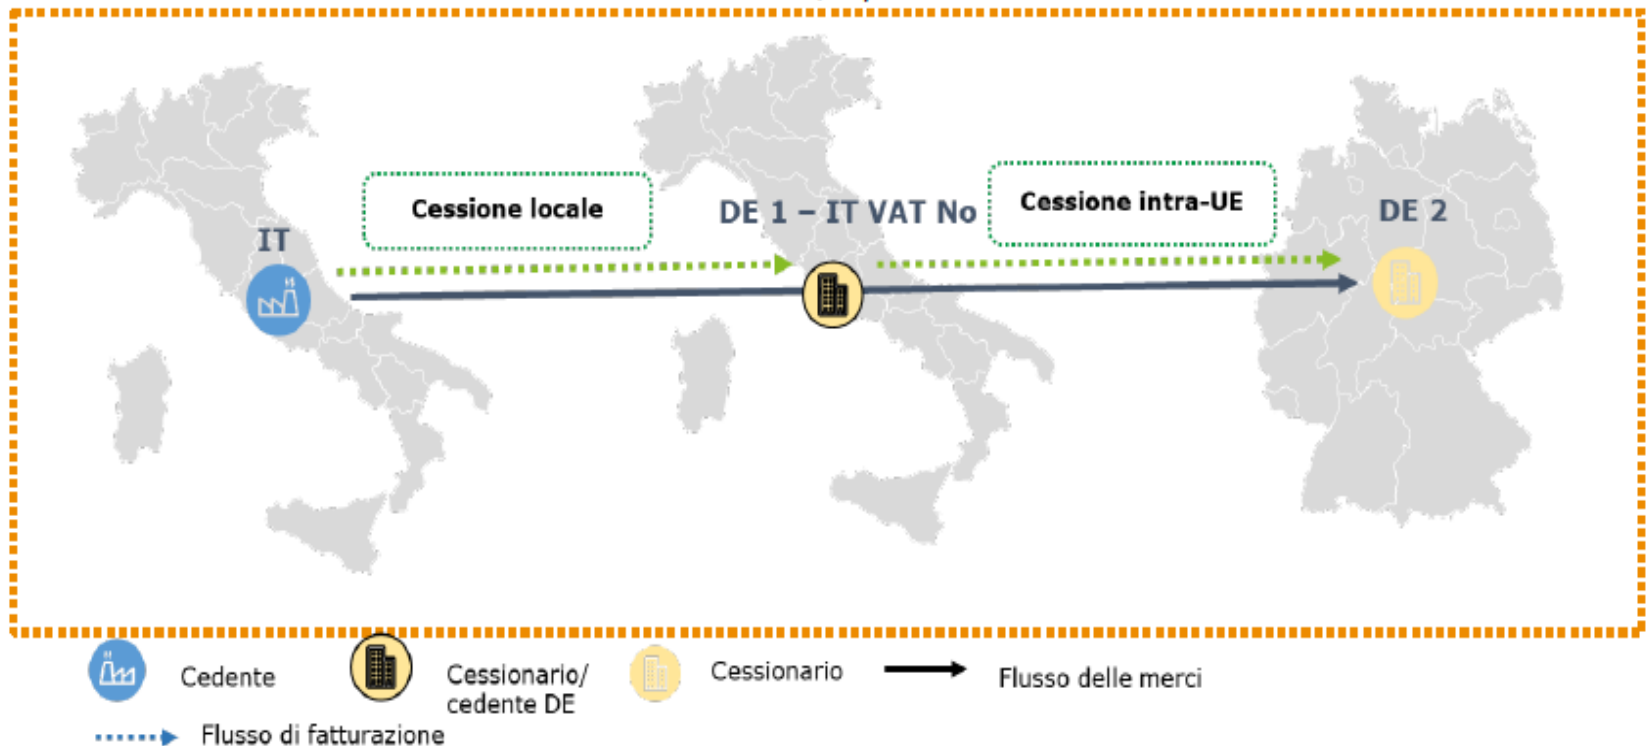 Cessione locale
DE 1 – IT VAT No
Cessione intra-UE
DE 2
IT
Cedente
Cessionario/
cedente DE
Cessionario
Flusso delle merci
Flusso di fatturazione